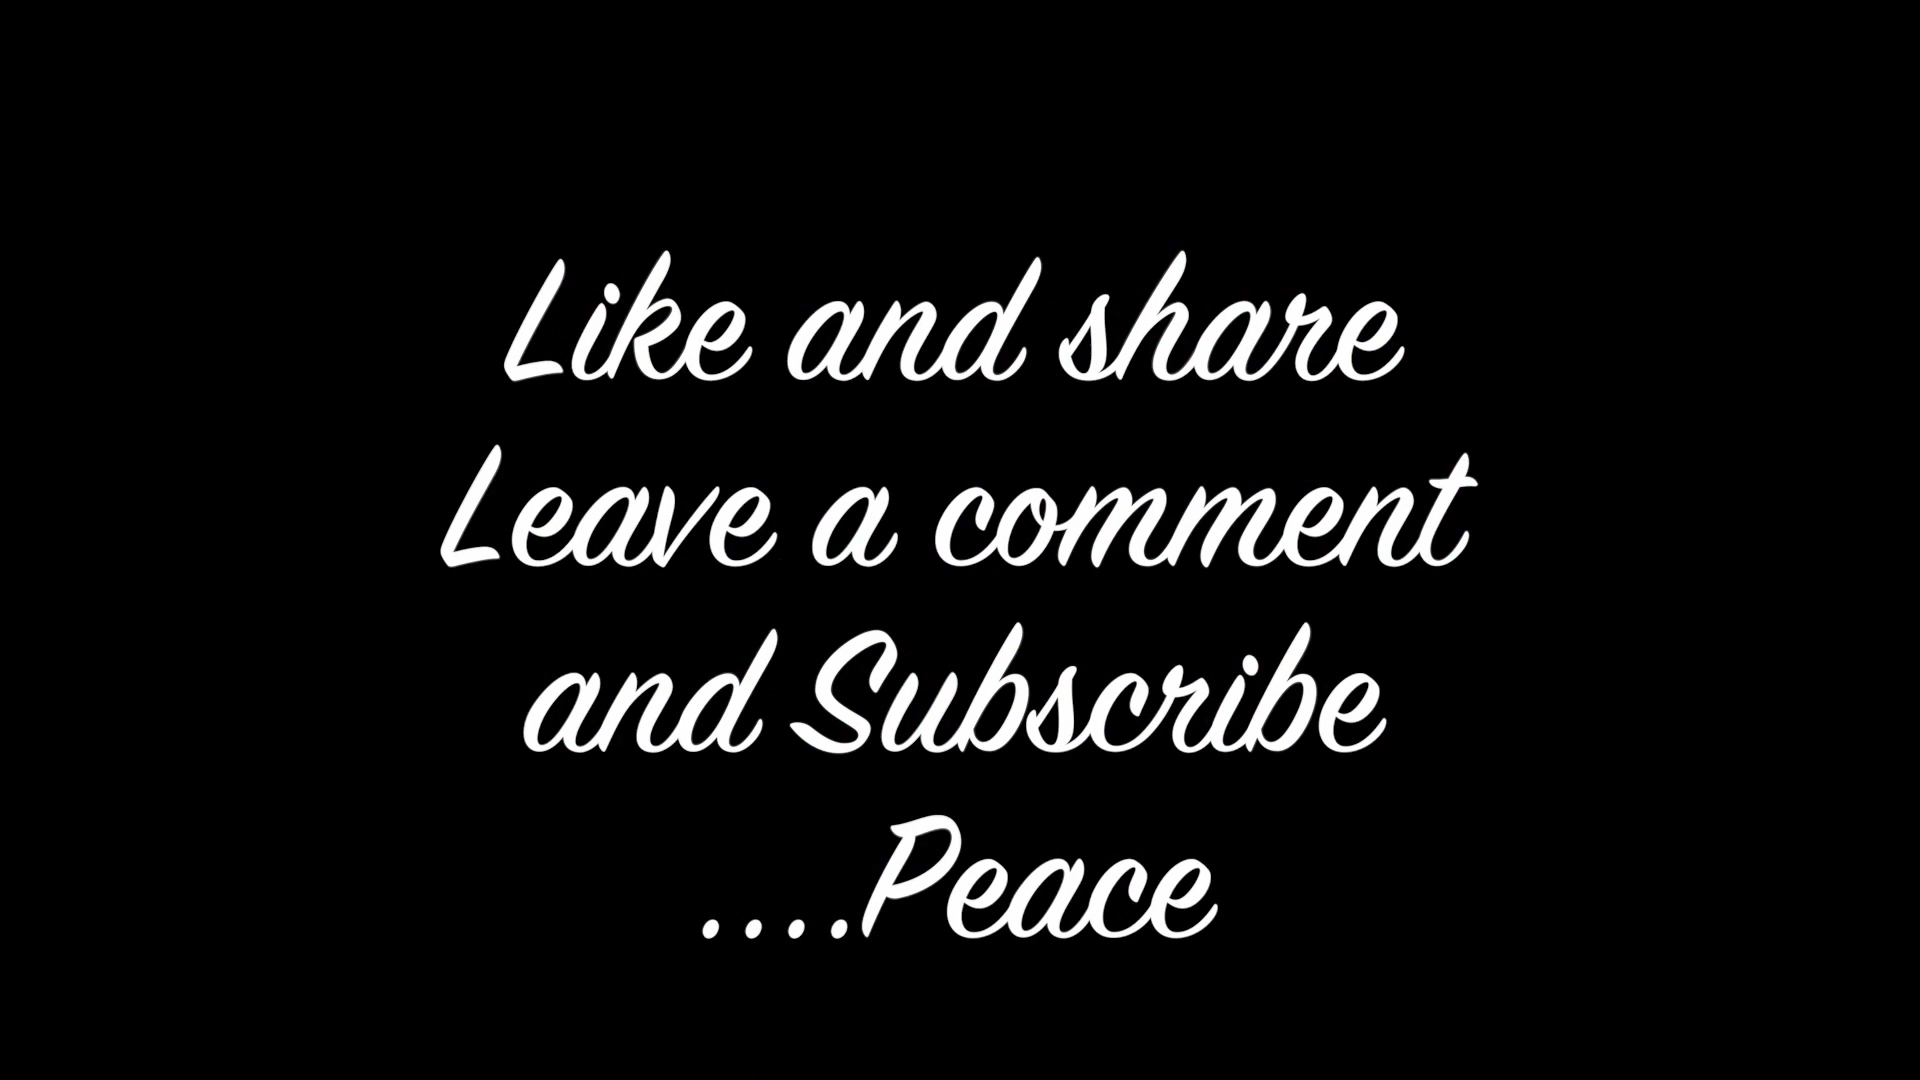 Like and share
Leave a comment
and Subscribe
....Peace